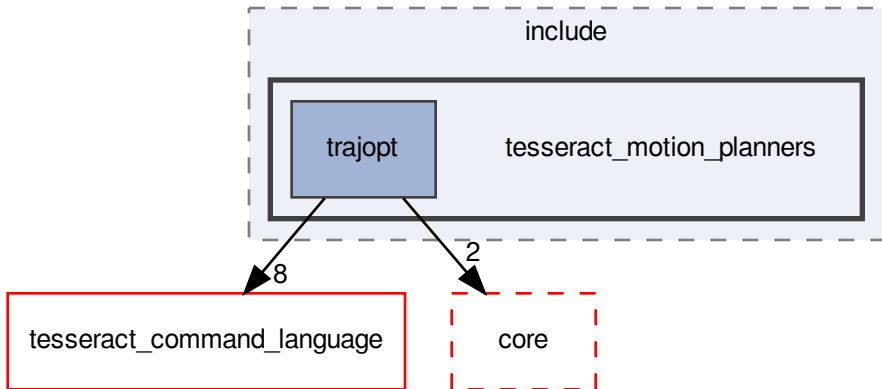 include
trajopt
tesseract_motion_planners
8
2
tesseract_command_language
core